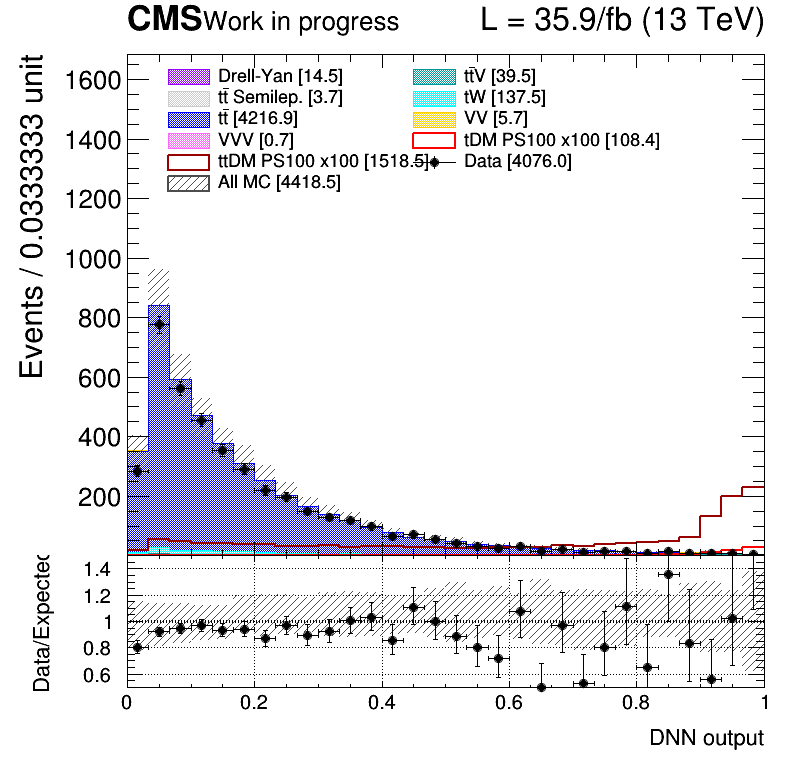 CMS Work in progress L = 35.9/fb (13 TeV)
Drell-Yan [14.5] tt̄V [39.5]
tt̄ Semilep. [3.7] tW [137.5]
tt̄ [4216.9] VV [5.7]
VVV [0.7] tDM PS100 x100 [108.4]
ttDM PS100 x100 [1518.5] Data [4076.0]
All MC [4418.5]
Events / 0.0333333 unit
1600
1400
1200
1000
800
600
400
200
Data/Expected
1.4
1.2
1
0.8
0.6
0 0.2 0.4 0.6 0.8 1
DNN output